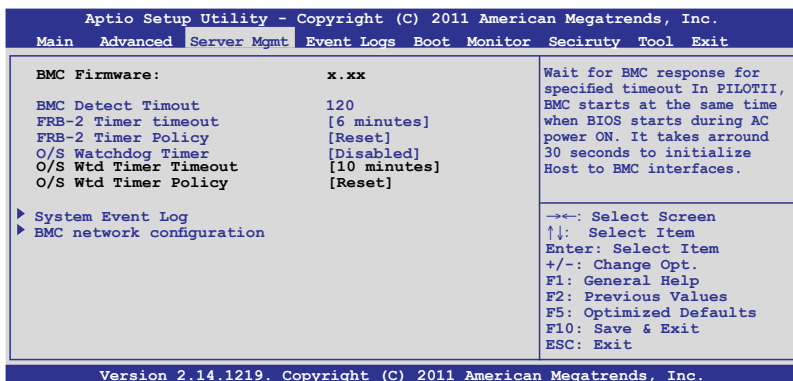 Aptio Setup Utility - Copyright (C) 2011 American Megatrends, Inc.
Main Advanced Server Mgmt Event Logs Boot Monitor Seciruty Tool Exit
BMC Firmware: x.xx
BMC Detect Timout 120
FRB-2 Timer timeout [6 minutes]
FRB-2 Timer Policy [Reset]
O/S Watchdog Timer [Disabled]
O/S Wtd Timer Timeout [10 minutes]
O/S Wtd Timer Policy [Reset]
System Event Log
BMC network configuration
Wait for BMC response for
specified timeout In PILOTII,
BMC starts at the same time
when BIOS starts during AC
power ON. It takes arround
30 seconds to initialize
Host to BMC interfaces.
→←: Select Screen
↑↓: Select Item
Enter: Select Item
+/-: Change Opt.
F1: General Help
F2: Previous Values
F5: Optimized Defaults
F10: Save & Exit
ESC: Exit
Version 2.14.1219. Copyright (C) 2011 American Megatrends, Inc.